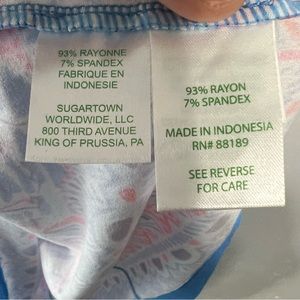 93% RAYONNE
7% SPANDEX
FABRIQUE EN
INDONESIE
SUGARTOWN
WORLDWIDE, LLC
800 THIRD AVENUE
KING OF PRUSSIA, PA
93% RAYON
7% SPANDEX
MADE IN INDONESIA
RN# 88189
SEE REVERSE
FOR CARE